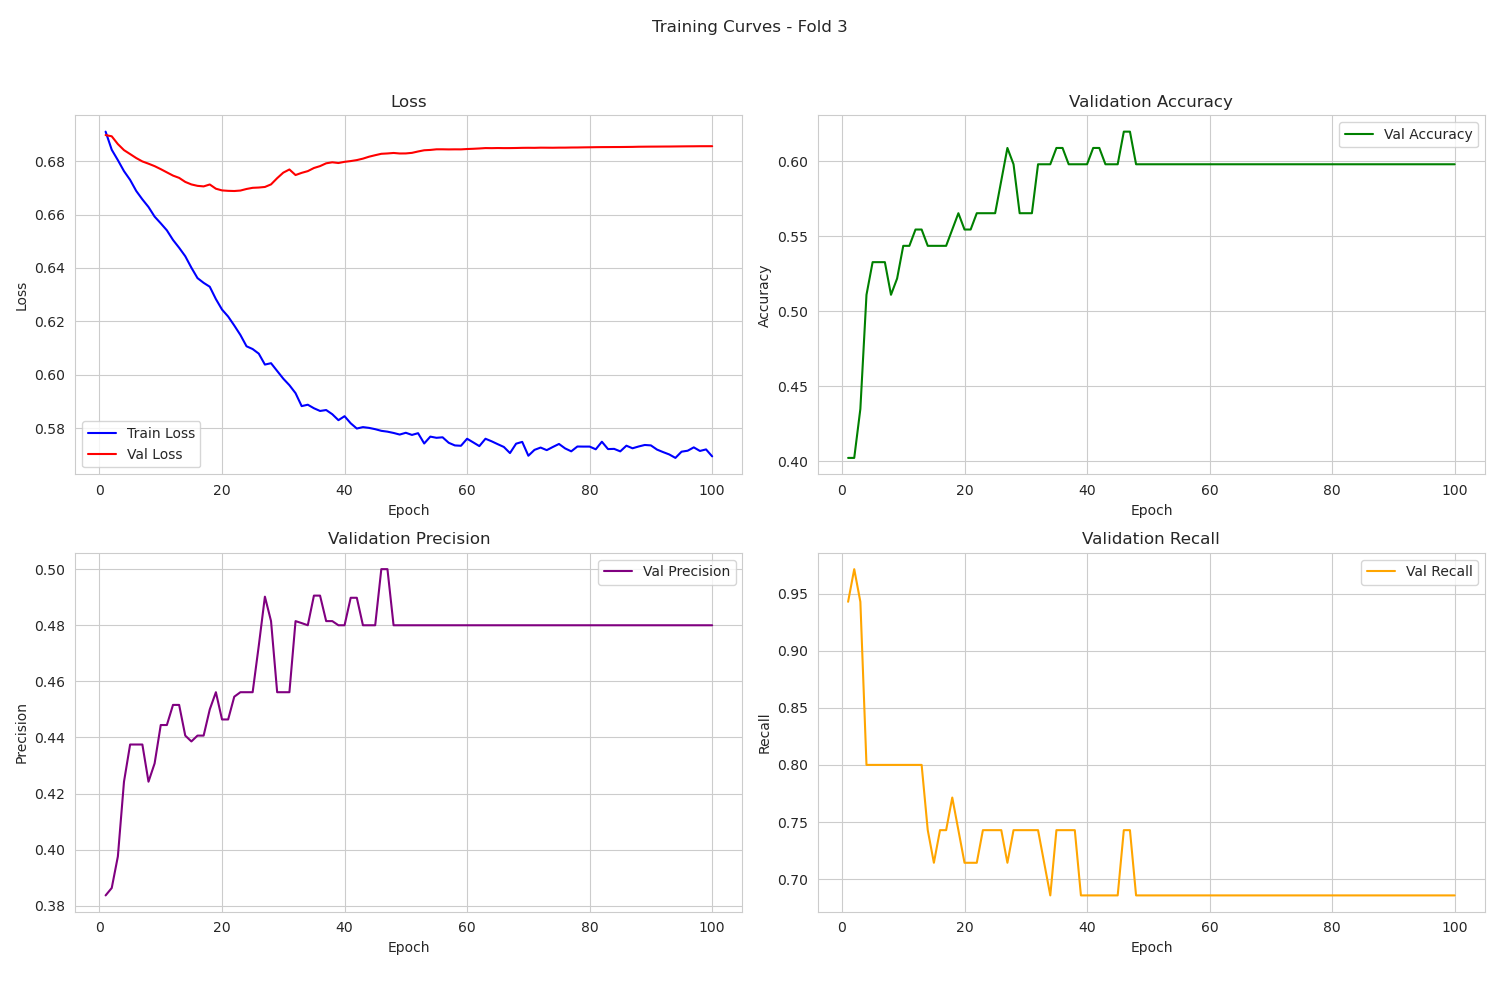 Training Curves - Fold 3
Loss
0.68
0.66
0.64
0.62
0.60
0.58
Loss
Train Loss
Val Loss
0 20 40 60 80 100
Epoch
Validation Accuracy
0.60
0.55
0.50
0.45
0.40
Accuracy
Val Accuracy
0 20 40 60 80 100
Epoch
Validation Precision
0.50
0.48
0.46
0.44
0.42
0.40
0.38
Precision
Val Precision
0 20 40 60 80 100
Epoch
Validation Recall
0.95
0.90
0.85
0.80
0.75
0.70
Recall
Val Recall
0 20 40 60 80 100
Epoch